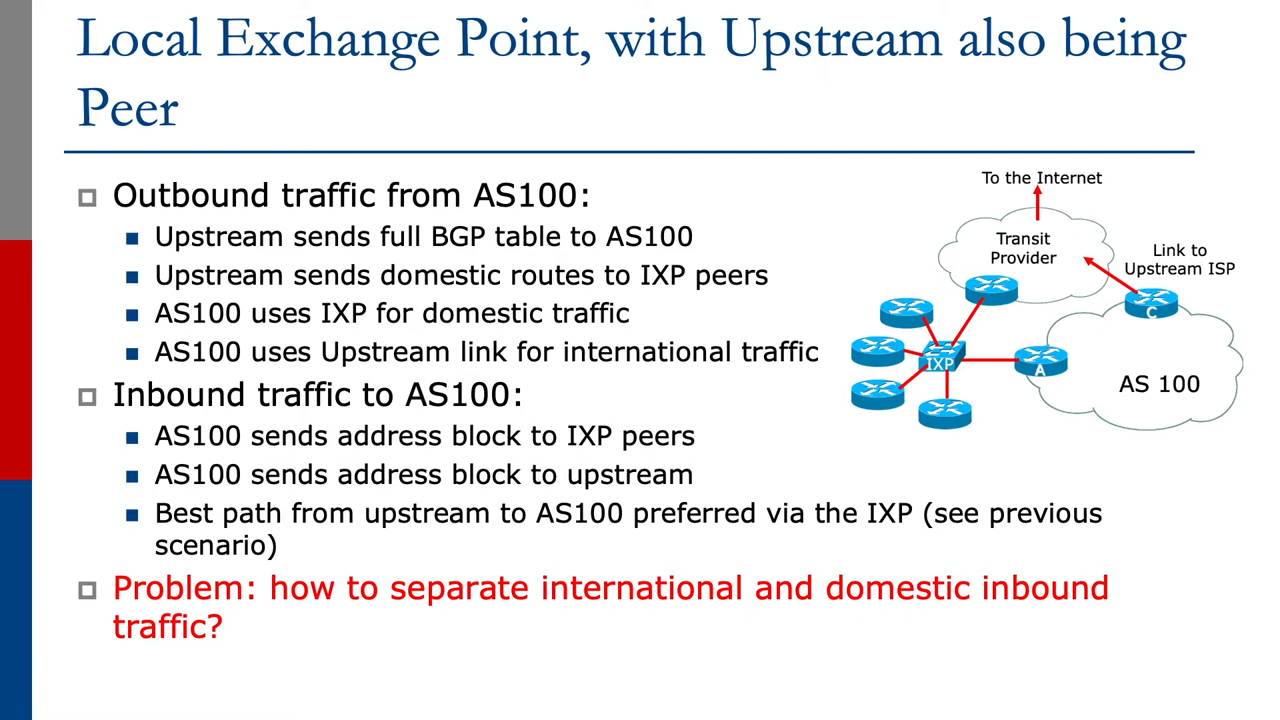 Local Exchange Point, with Upstream also being
Peer
Outbound traffic from AS100:
Upstream sends full BGP table to AS100
Upstream sends domestic routes to IXP peers
AS100 uses IXP for domestic traffic
AS100 uses Upstream link for international traffic
Inbound traffic to AS100:
AS100 sends address block to IXP peers
AS100 sends address block to upstream
Best path from upstream to AS100 preferred via the IXP (see previous
scenario)
Problem: how to separate international and domestic inbound
traffic?
To the Internet
Transit
Provider
Link to
Upstream ISP
C
IXP
A
AS 100